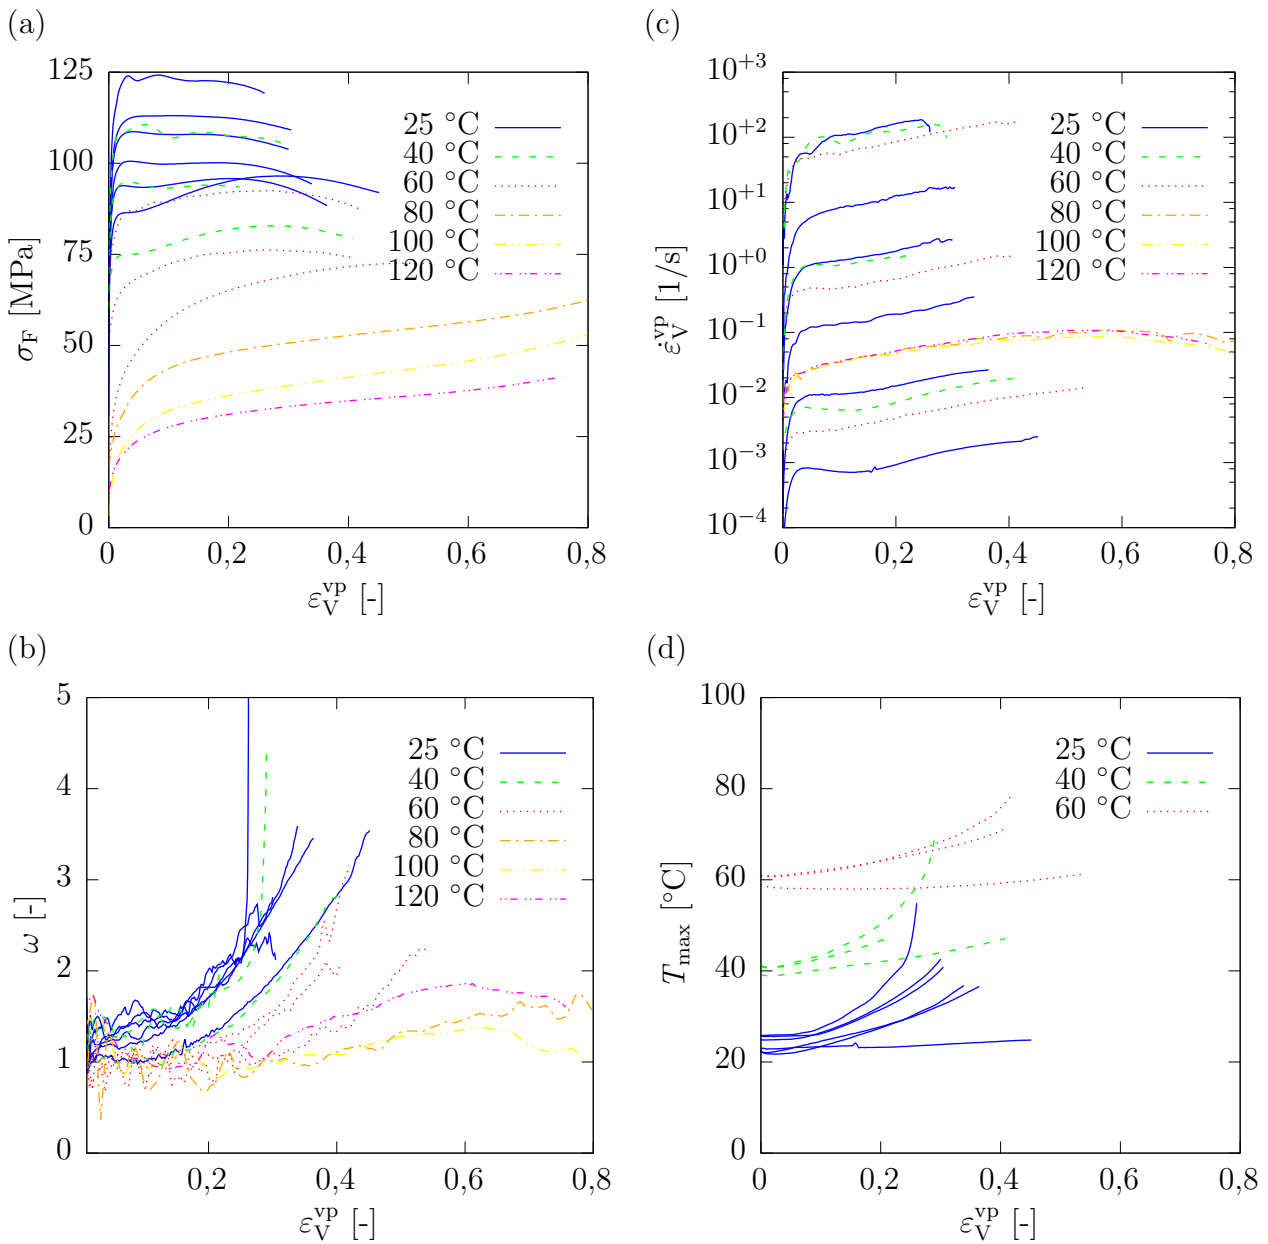 (a)
σF [MPa]
125
100
75
50
25
0
0
0,2
0,4
0,6
0,8
εVvp [-]
25 °C
40 °C
60 °C
80 °C
100 °C
120 °C
(c)
ε̇Vvp [1/s]
10+3
10+2
10+1
10+0
10−1
10−2
10−3
10−4
0
0,2
0,4
0,6
0,8
εVvp [-]
25 °C
40 °C
60 °C
80 °C
100 °C
120 °C
(b)
ω [-]
5
4
3
2
1
0
0,2
0,4
0,6
0,8
εVvp [-]
25 °C
40 °C
60 °C
80 °C
100 °C
120 °C
(d)
Tmax [°C]
100
80
60
40
20
0
0
0,2
0,4
0,6
0,8
εVvp [-]
25 °C
40 °C
60 °C